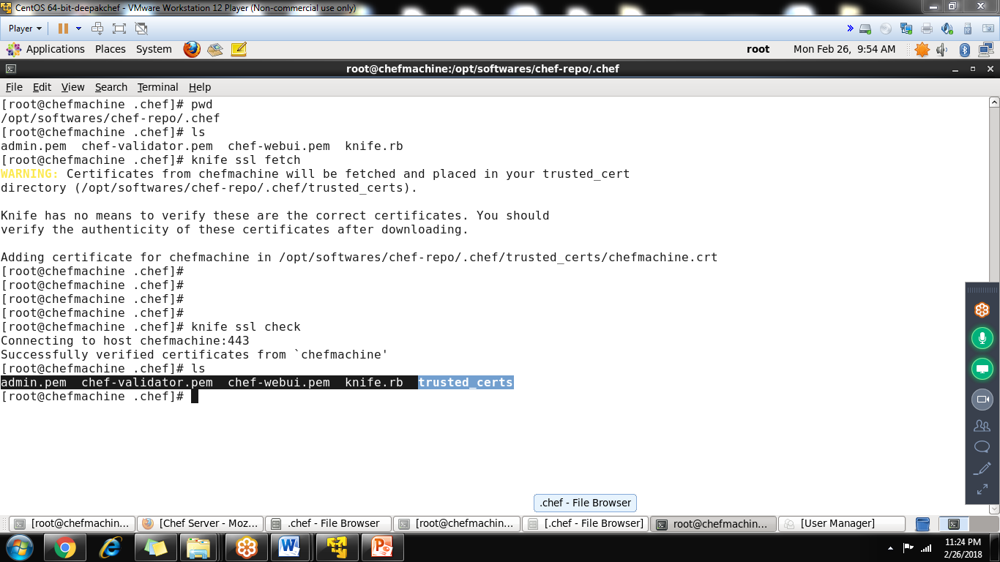 CentOS 64-bit-deepakchef - VMware Workstation 12 Player (Non-commercial use only)
Player
Applications Places System root Mon Feb 26, 9:54 AM
root@chefmachine:/opt/softwares/chef-repo/.chef
File Edit View Search Terminal Help
[root@chefmachine .chef]# pwd
/opt/softwares/chef-repo/.chef
[root@chefmachine .chef]# ls
admin.pem  chef-validator.pem  chef-webui.pem  knife.rb
[root@chefmachine .chef]# knife ssl fetch
WARNING: Certificates from chefmachine will be fetched and placed in your trusted_cert
directory (/opt/softwares/chef-repo/.chef/trusted_certs).
Knife has no means to verify these are the correct certificates. You should
verify the authenticity of these certificates after downloading.
Adding certificate for chefmachine in /opt/softwares/chef-repo/.chef/trusted_certs/chefmachine.crt
[root@chefmachine .chef]#
[root@chefmachine .chef]#
[root@chefmachine .chef]#
[root@chefmachine .chef]#
[root@chefmachine .chef]# knife ssl check
Connecting to host chefmachine:443
Successfully verified certificates from `chefmachine'
[root@chefmachine .chef]# ls
admin.pem  chef-validator.pem  chef-webui.pem  knife.rb  trusted_certs
[root@chefmachine .chef]#
.chef - File Browser
[root@chefmachin... [Chef Server - Moz... .chef - File Browser [root@chefmachin... [.chef - File Browser] root@chefmachin... [User Manager]
11:24 PM
2/26/2018